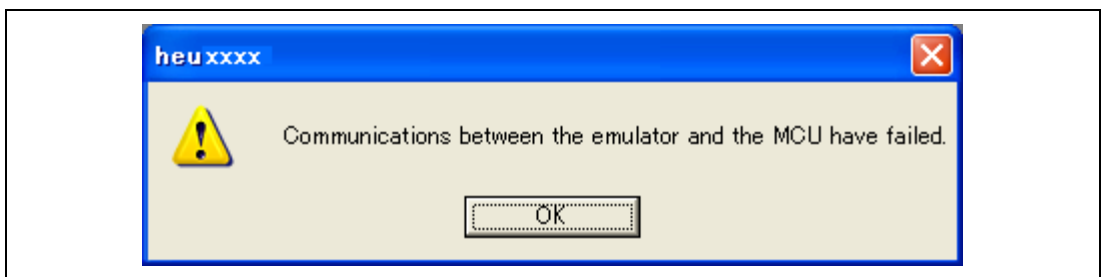 heuxxxx
Communications between the emulator and the MCU have failed.
OK